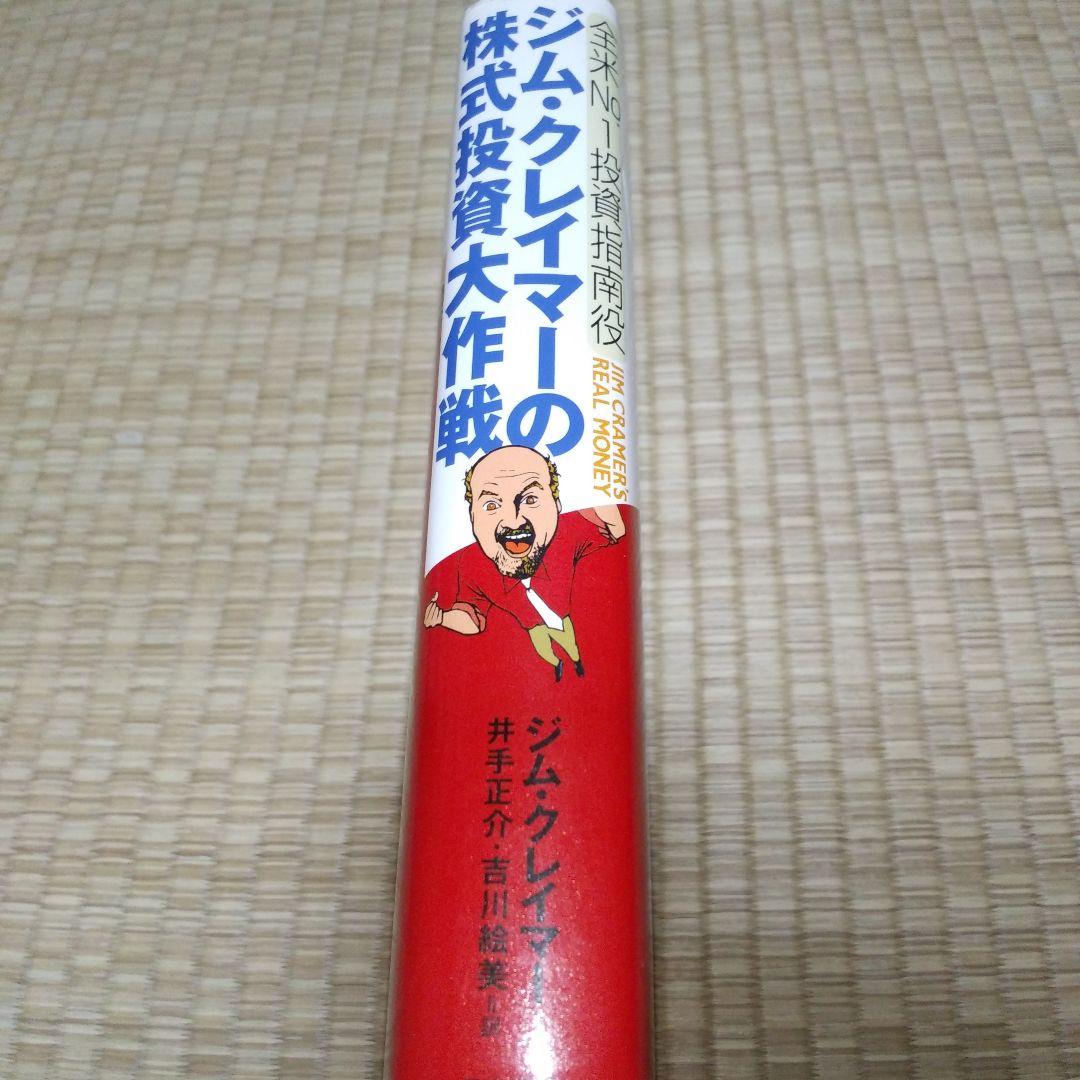 全米No.1投資指南役
ジム・クレイマーの
株式投資大作戦
JIM CRAMER'S
REAL MONEY
ジム・クレイマー
井手正介・吉川絵美=訳